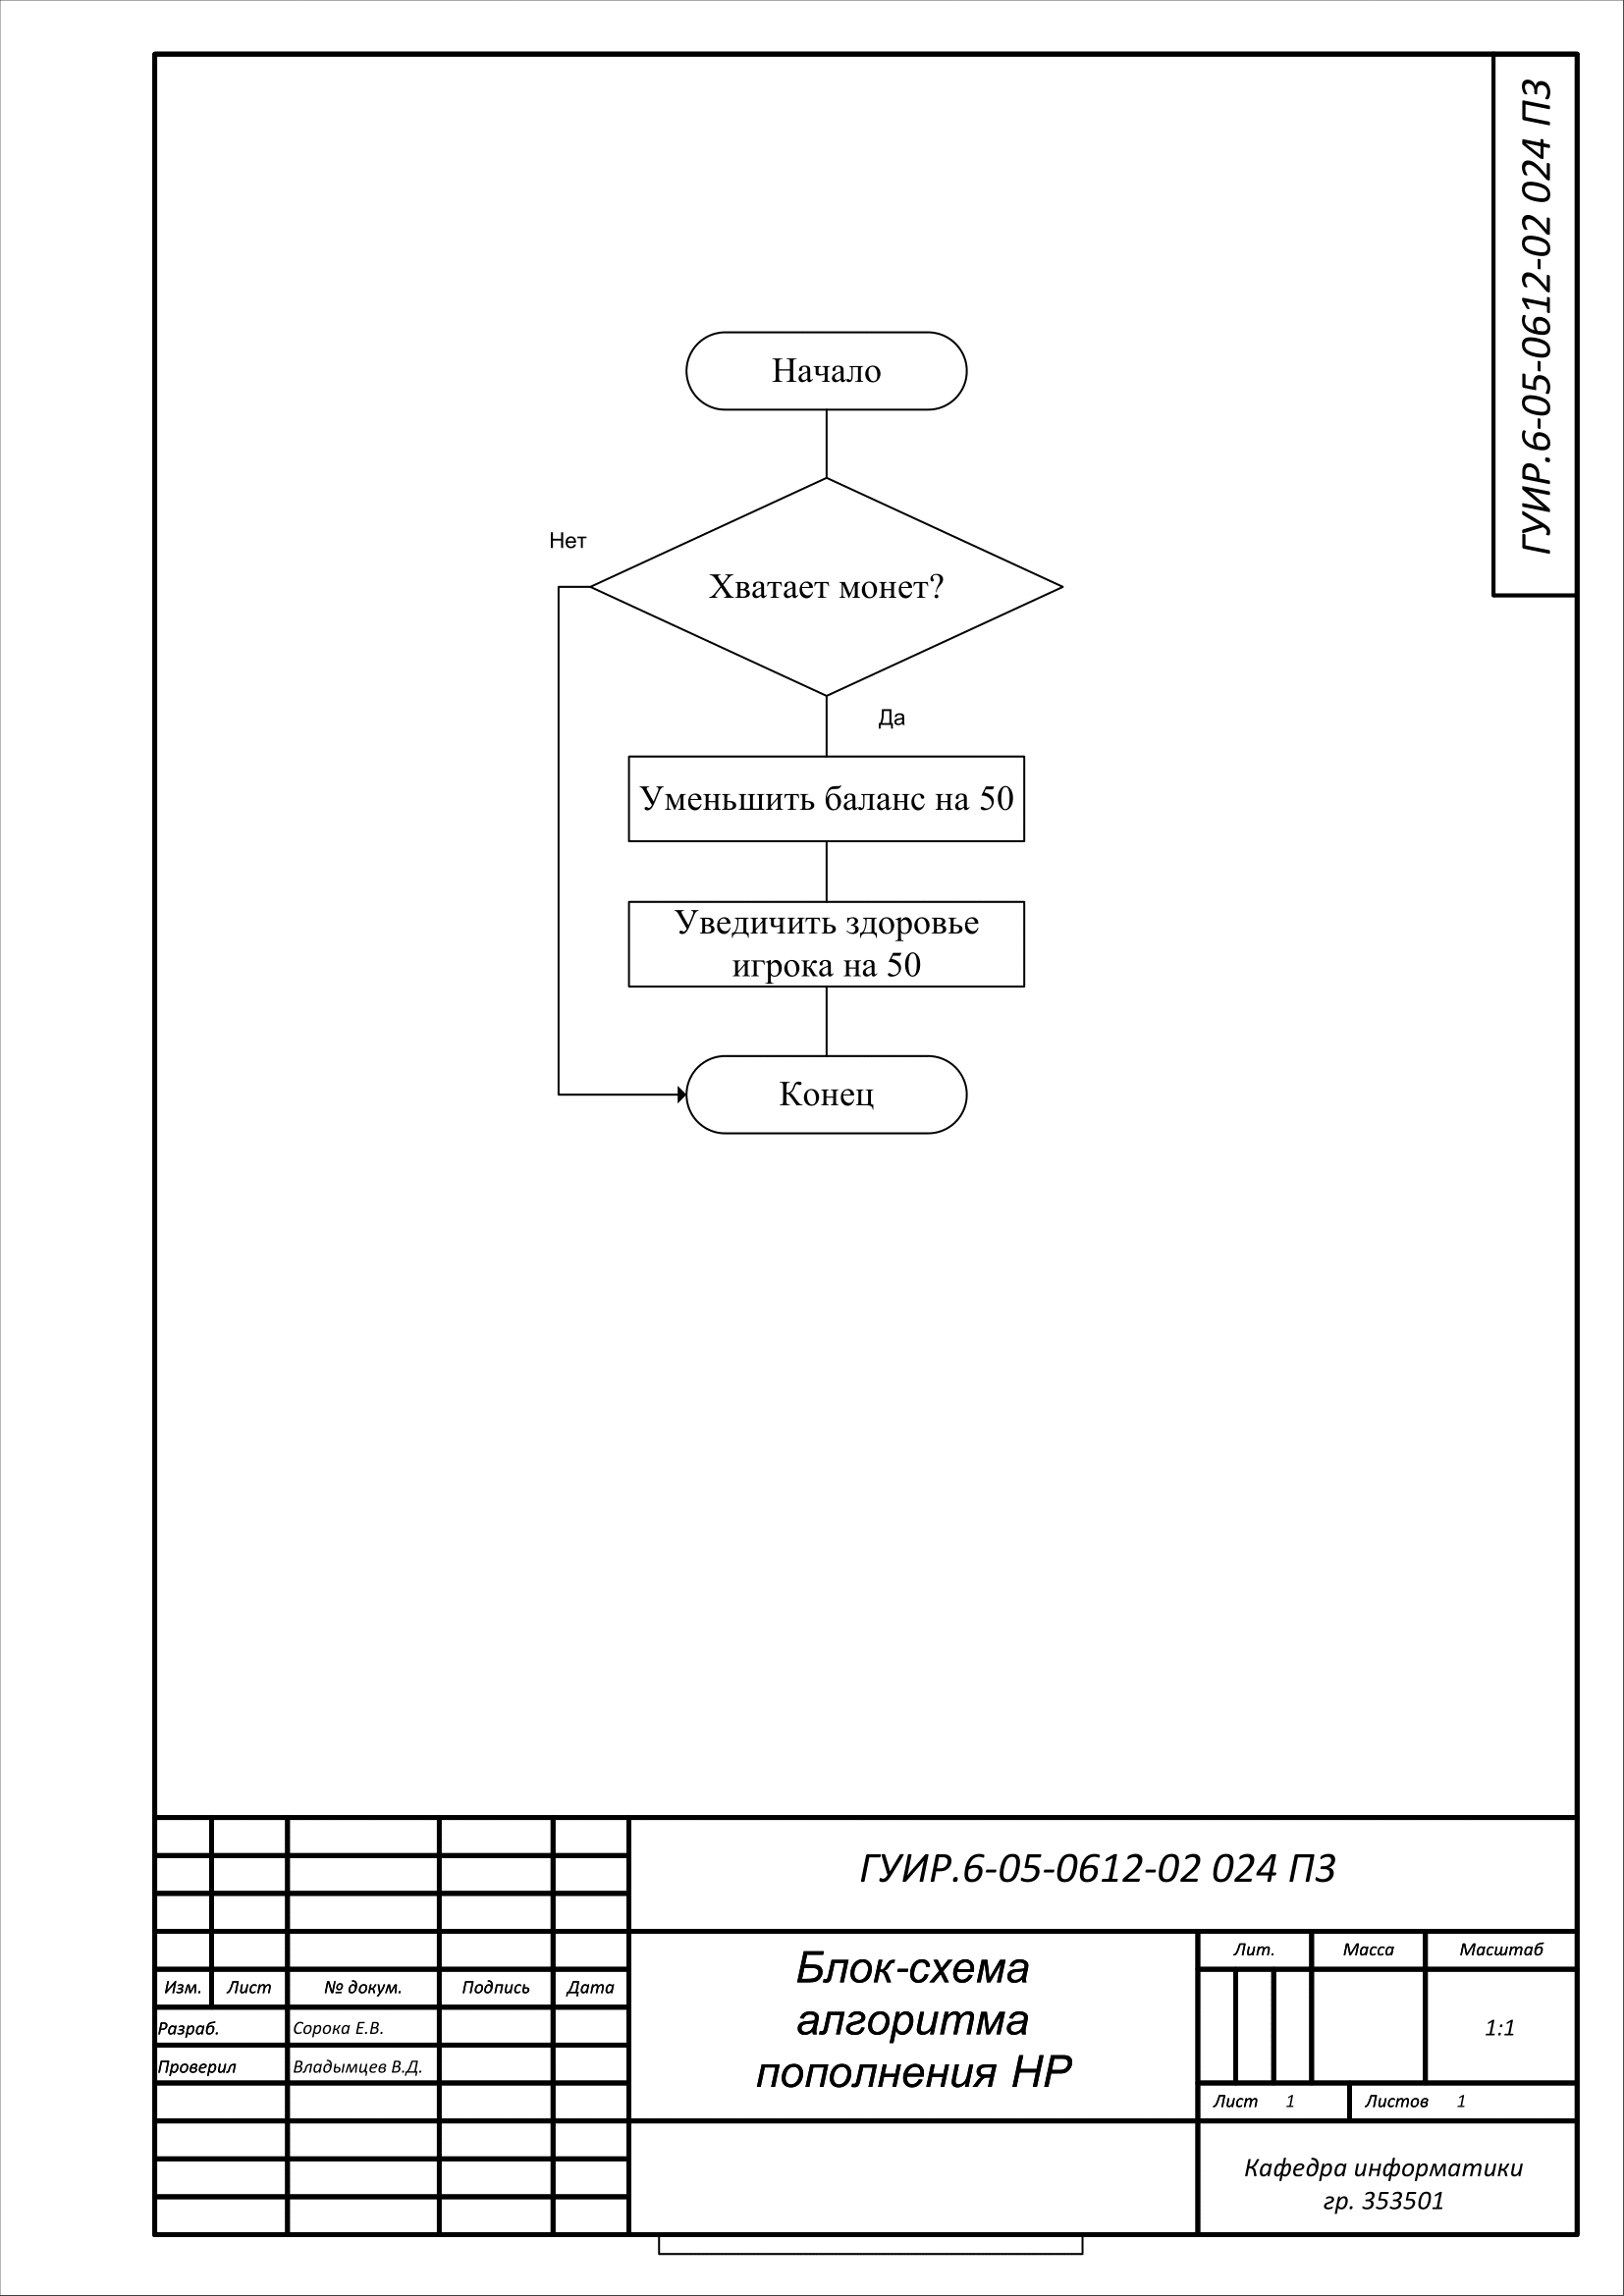 ГУИР.6-05-0612-02 024 ПЗ
Начало
Нет
Хватает монет?
Да
Уменьшить баланс на 50
Уведичить здоровье
игрока на 50
Конец
ГУИР.6-05-0612-02 024 ПЗ
Блок-схема
алгоритма
пополнения HP
Лит.
Масса
Масштаб
1:1
Лист 1
Листов 1
Изм.
Лист
№ докум.
Подпись
Дата
Разраб.
Сорока Е.В.
Проверил
Владымцев В.Д.
Кафедра информатики
гр. 353501